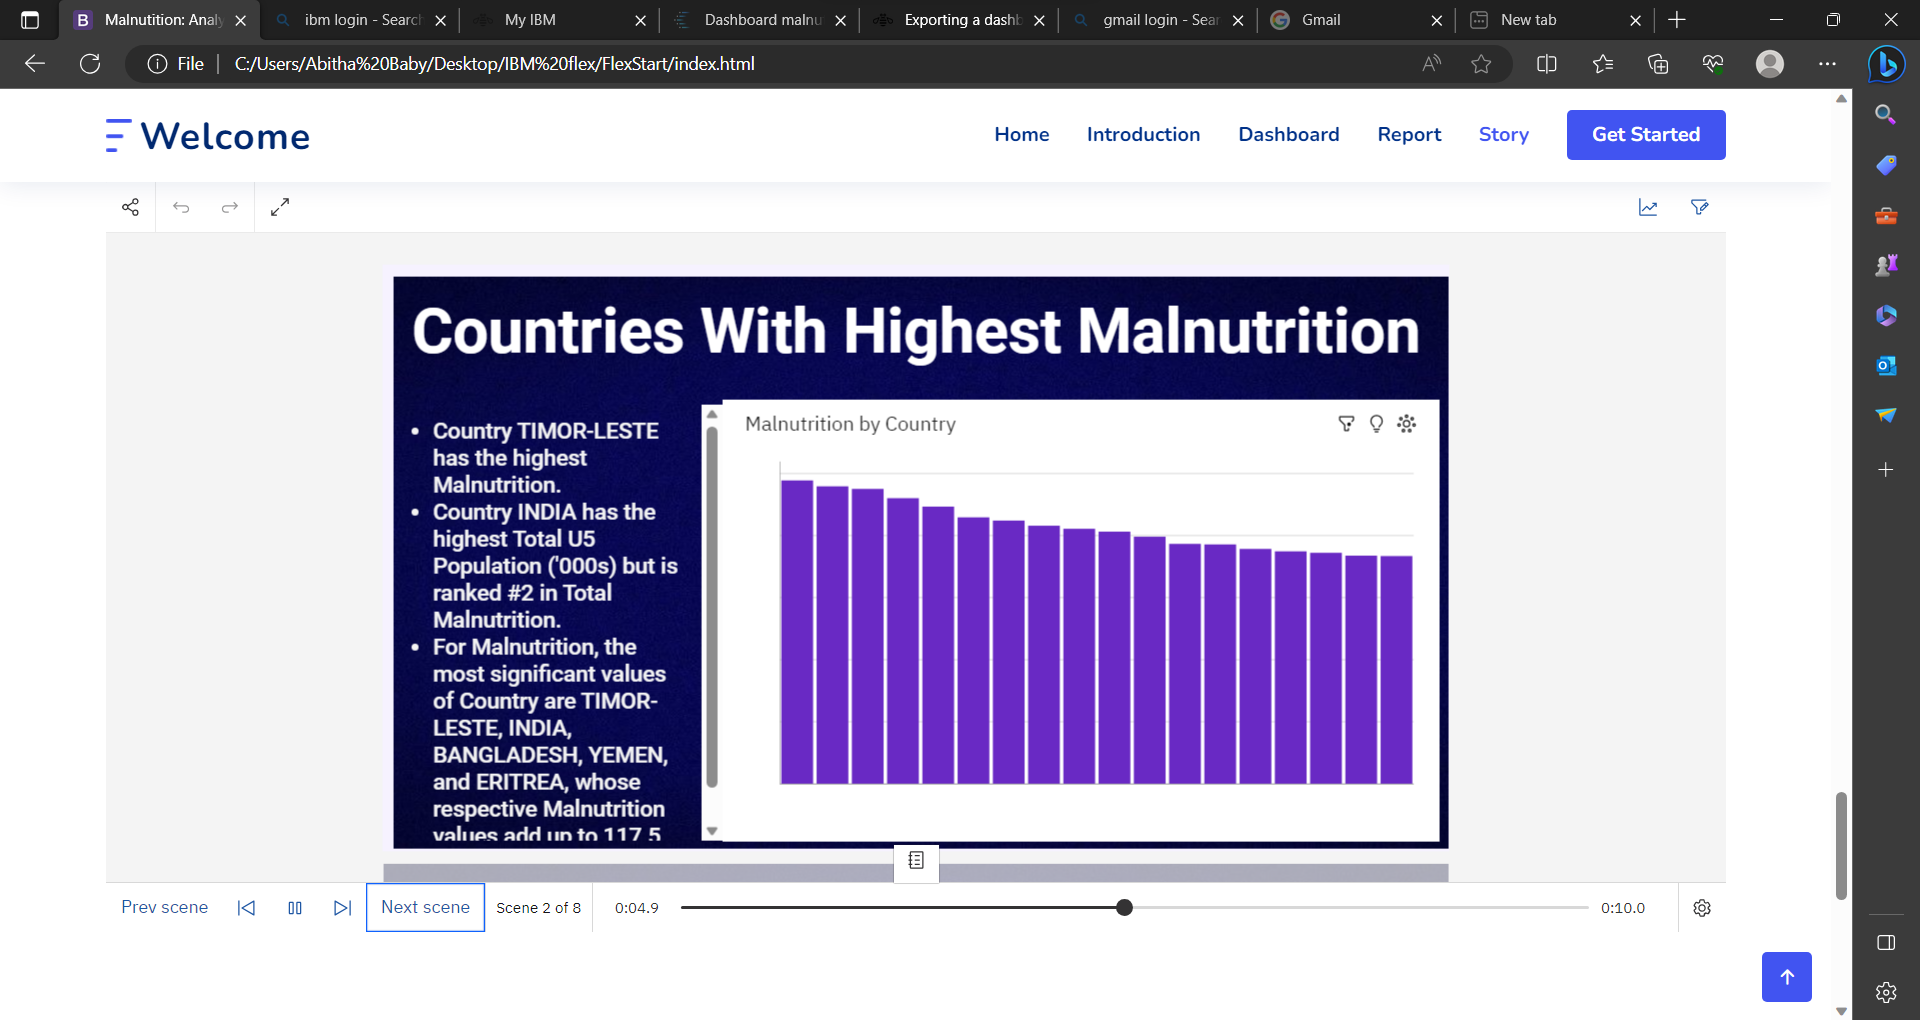 Malnutition: Analy
ibm login - Search
My IBM
Dashboard malnu
Exporting a dashb
gmail login - Sear
Gmail
New tab
File
C:/Users/Abitha%20Baby/Desktop/IBM%20flex/FlexStart/index.html
Welcome
Home
Introduction
Dashboard
Report
Story
Get Started
Countries With Highest Malnutrition
• Country TIMOR-LESTE
has the highest
Malnutrition.
• Country INDIA has the
highest Total U5
Population ('000s) but is
ranked #2 in Total
Malnutrition.
• For Malnutrition, the
most significant values
of Country are TIMOR-
LESTE, INDIA,
BANGLADESH, YEMEN,
and ERITREA, whose
respective Malnutrition
values add up to 117.5
Malnutrition by Country
Prev scene
Next scene
Scene 2 of 8
0:04.9
0:10.0